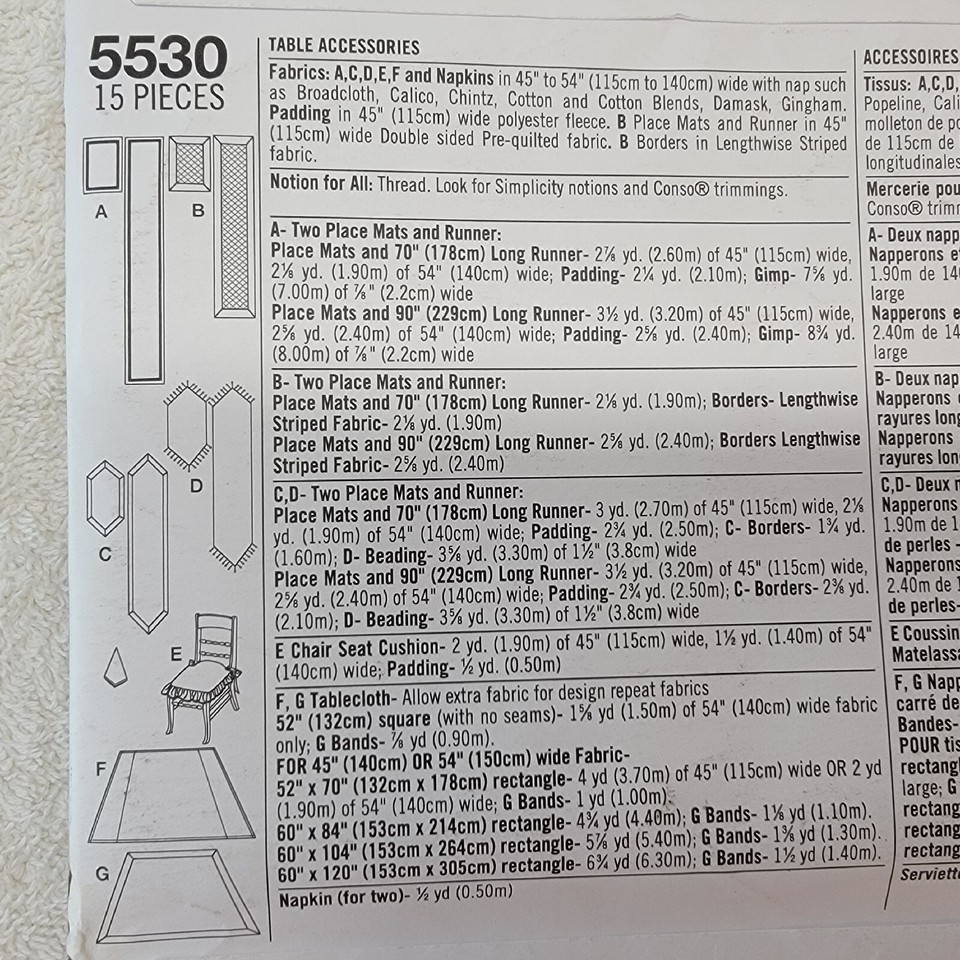 5530
15 PIECES
A
B
D
C
E
F
G
TABLE ACCESSORIES
Fabrics: A,C,D,E,F and Napkins in 45" to 54" (115cm to 140cm) wide with nap such
as Broadcloth, Calico, Chintz, Cotton and Cotton Blends, Damask, Gingham.
Padding in 45" (115cm) wide polyester fleece. B Place Mats and Runner in 45"
(115cm) wide Double sided Pre-quilted fabric. B Borders in Lengthwise Striped
fabric.
Notion for All: Thread. Look for Simplicity notions and Conso® trimmings.
A- Two Place Mats and Runner:
Place Mats and 70" (178cm) Long Runner- 2⅞ yd. (2.60m) of 45" (115cm) wide,
2⅛ yd. (1.90m) of 54" (140cm) wide; Padding- 2¼ yd. (2.10m); Gimp- 7⅝ yd.
(7.00m) of ⅞" (2.2cm) wide
Place Mats and 90" (229cm) Long Runner- 3½ yd. (3.20m) of 45" (115cm) wide,
2⅝ yd. (2.40m) of 54" (140cm) wide; Padding- 2⅝ yd. (2.40m); Gimp- 8¾ yd.
(8.00m) of ⅞" (2.2cm) wide
B- Two Place Mats and Runner:
Place Mats and 70" (178cm) Long Runner- 2⅛ yd. (1.90m); Borders- Lengthwise
Striped Fabric- 2⅛ yd. (1.90m)
Place Mats and 90" (229cm) Long Runner- 2⅝ yd. (2.40m); Borders Lengthwise
Striped Fabric- 2⅝ yd. (2.40m)
C,D- Two Place Mats and Runner:
Place Mats and 70" (178cm) Long Runner- 3 yd. (2.70m) of 45" (115cm) wide, 2⅛
yd. (1.90m) of 54" (140cm) wide; Padding- 2¾ yd. (2.50m); C- Borders- 1¾ yd.
(1.60m); D- Beading- 3⅝ yd. (3.30m) of 1½" (3.8cm) wide
Place Mats and 90" (229cm) Long Runner- 3½ yd. (3.20m) of 45" (115cm) wide,
2⅝ yd. (2.40m) of 54" (140cm) wide; Padding- 2¾ yd. (2.50m); C- Borders- 2⅜ yd.
(2.10m); D- Beading- 3⅝ yd. (3.30m) of 1½" (3.8cm) wide
E Chair Seat Cushion- 2 yd. (1.90m) of 45" (115cm) wide, 1½ yd. (1.40m) of 54"
(140cm) wide; Padding- ½ yd. (0.50m)
F, G Tablecloth- Allow extra fabric for design repeat fabrics
52" (132cm) square (with no seams)- 1⅝ yd (1.50m) of 54" (140cm) wide fabric
only; G Bands- ⅞ yd (0.90m).
FOR 45" (140cm) OR 54" (150cm) wide Fabric-
52" x 70" (132cm x 178cm) rectangle- 4 yd (3.70m) of 45" (115cm) wide OR 2 yd
(1.90m) of 54" (140cm) wide; G Bands- 1 yd (1.00m).
60" x 84" (153cm x 214cm) rectangle- 4¾ yd (4.40m); G Bands- 1⅛ yd (1.10m).
60" x 104" (153cm x 264cm) rectangle- 5⅞ yd (5.40m); G Bands- 1⅜ yd (1.30m).
60" x 120" (153cm x 305cm) rectangle- 6¾ yd (6.30m); G Bands- 1½ yd (1.40m).
Napkin (for two)- ½ yd (0.50m)
ACCESSOIRES
Tissus: A,C,D,
Popeline, Cali
molleton de po
de 115cm de
longitudinales
Mercerie pou
Conso® trimm
A- Deux napp
Napperons e
1.90m de 140
large
Napperons e
2.40m de 14
large
B- Deux nap
Napperons
rayures long
Napperons
rayures lon
C,D- Deux n
Napperons
1.90m de 1
de perles -
Napperons
2.40m de 1
de perles-
E Coussin
Matelass
F, G Napp
carré de
Bandes-
POUR tis
rectang
large; G
rectang
rectang
rectang
Serviett